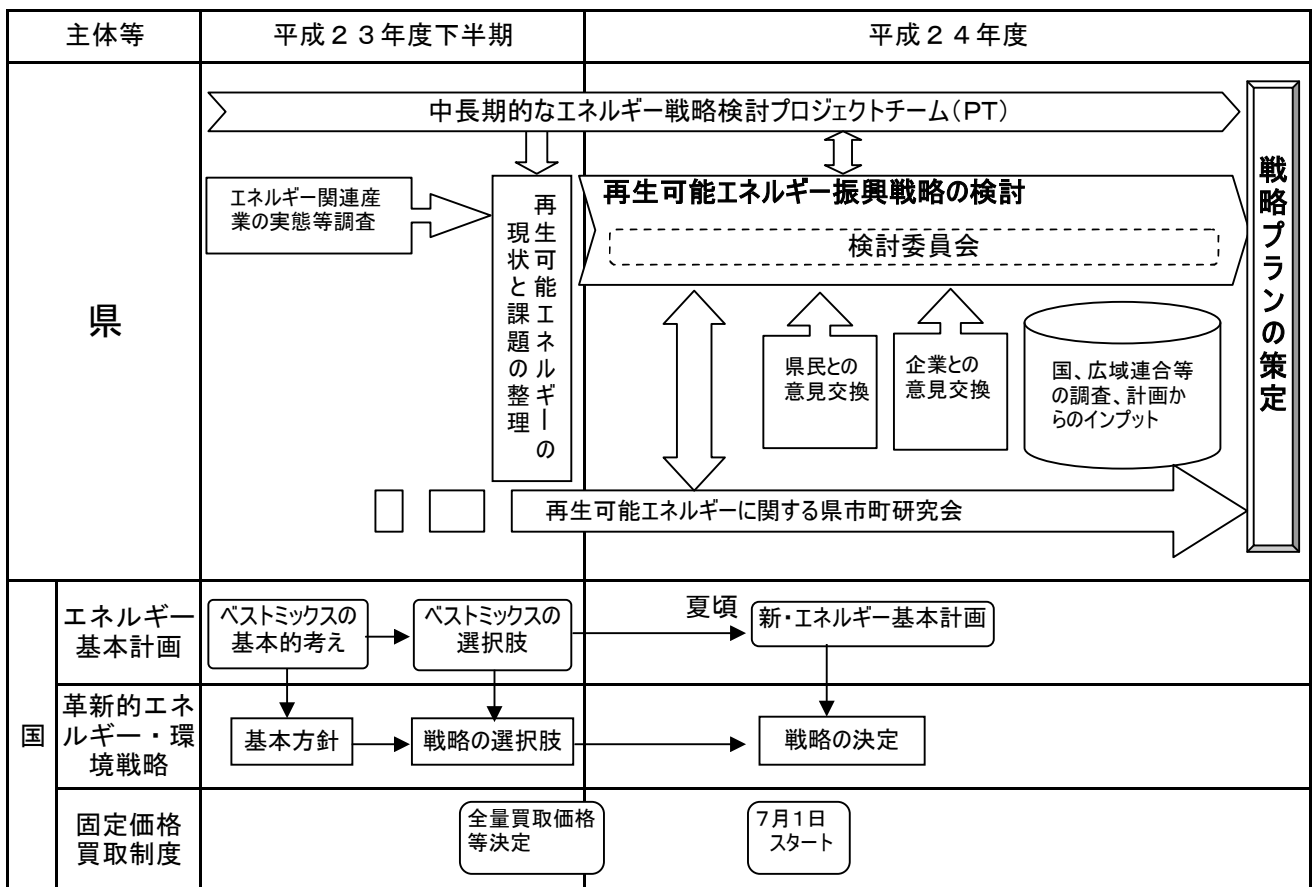 主体等
平成２３年度下半期
平成２４年度
県
中長期的なエネルギー戦略検討プロジェクトチーム（ＰＴ）
エネルギー関連産
業の実態等調査
再生可能エネルギーの
現状と課題の整理
再生可能エネルギー振興戦略の検討
検討委員会
県民との
意見交換
企業との
意見交換
国、広域連合等
の調査、計画か
らのインプット
再生可能エネルギーに関する県市町研究会
戦略プランの策定
国
エネルギー
基本計画
ベストミックスの
基本的考え
ベストミックスの
選択肢
夏頃
新・エネルギー基本計画
革新的エネ
ルギー・環
境戦略
基本方針
戦略の選択肢
戦略の決定
固定価格
買取制度
全量買取価格
等決定
７月１日
スタート